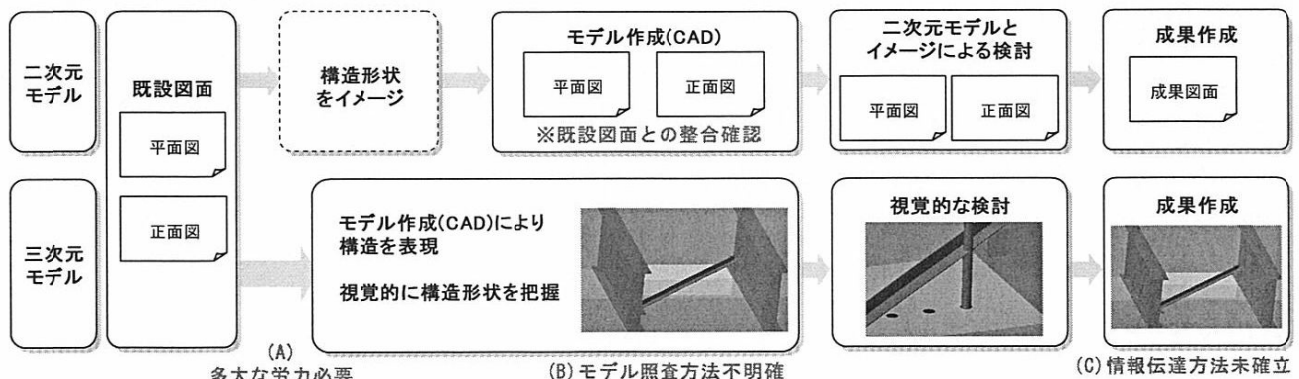 二次元
モデル
既設図面
平面図
正面図
構造形状
をイメージ
モデル作成(CAD)
平面図
正面図
※既設図面との整合確認
二次元モデルと
イメージによる検討
平面図
正面図
成果作成
成果図面
三次元
モデル
モデル作成(CAD)により
構造を表現
視覚的に構造形状を把握
視覚的な検討
成果作成
(A)
多大な労力必要
(B)モデル照査方法不明確
(C)情報伝達方法未確立